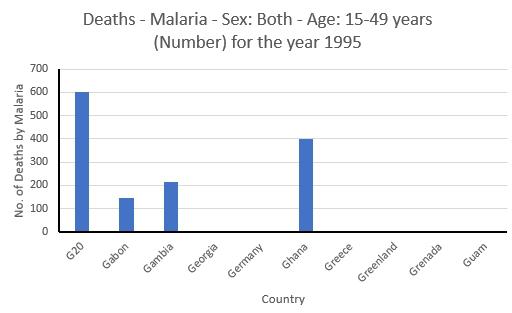 Deaths - Malaria - Sex: Both - Age: 15-49 years
(Number) for the year 1995
No. of Deaths by Malaria
700
600
500
400
300
200
100
0
G20
Gabon
Gambia
Georgia
Germany
Ghana
Greece
Greenland
Grenada
Guam
Country